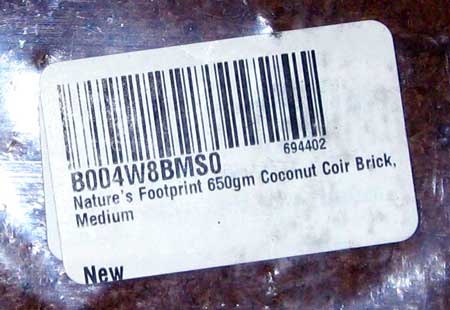 694402
B004W8BMS0
Nature's Footprint 650gm Coconut Coir Brick,
Medium
New